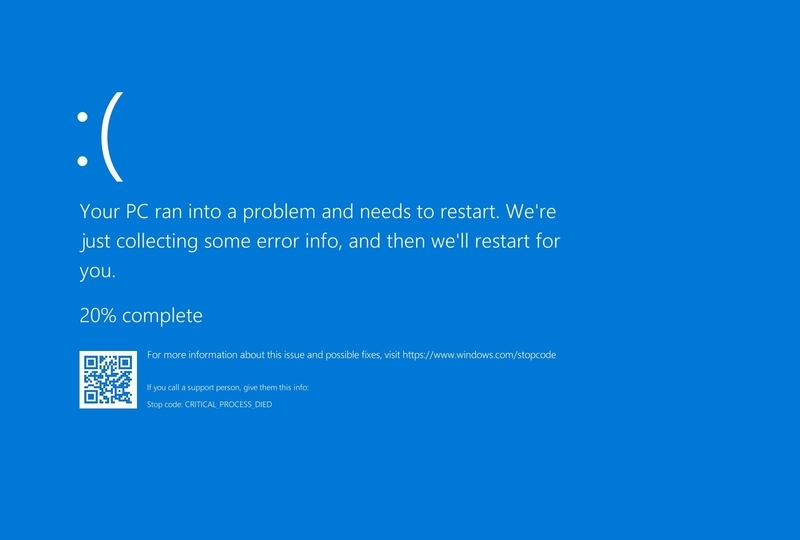 :(
Your PC ran into a problem and needs to restart. We're
just collecting some error info, and then we'll restart for
you.
20% complete
For more information about this issue and possible fixes, visit https://www.windows.com/stopcode
If you call a support person, give them this info:
Stop code: CRITICAL_PROCESS_DIED